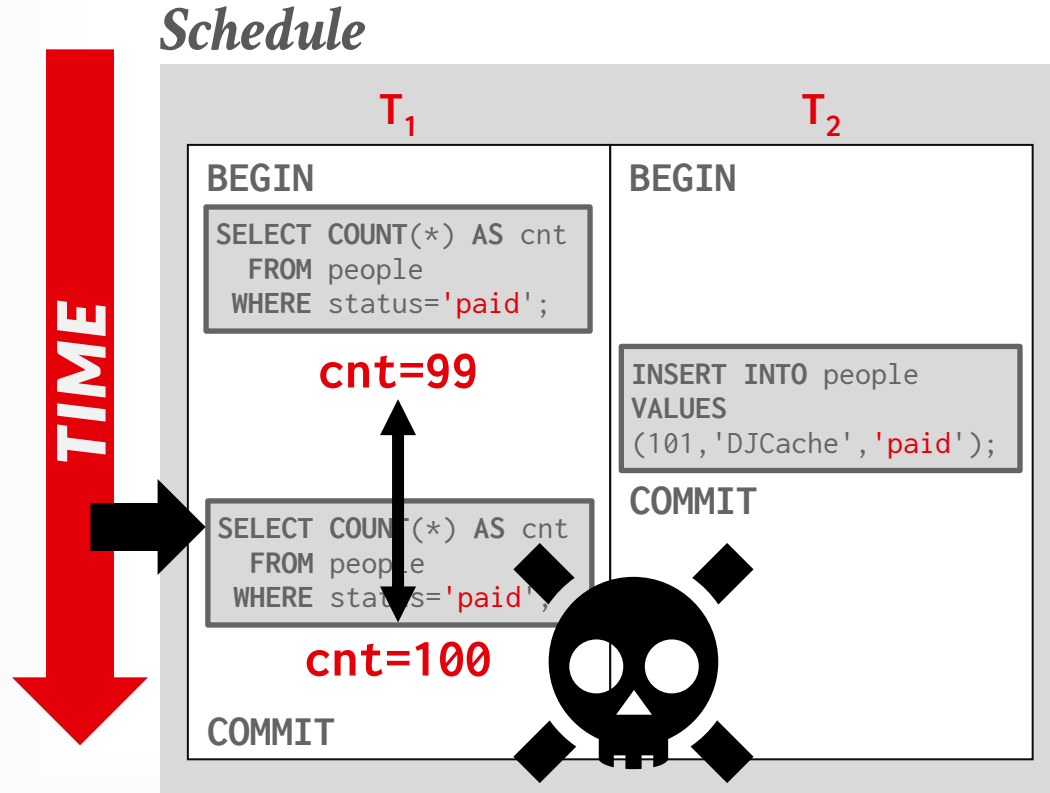 Schedule
TIME
T₁
T₂
BEGIN
SELECT COUNT(*) AS cnt
FROM people
WHERE status='paid';
cnt=99
SELECT COUNT(*) AS cnt
FROM people
WHERE status='paid';
cnt=100
COMMIT
BEGIN
INSERT INTO people
VALUES
(101,'DJCache','paid');
COMMIT